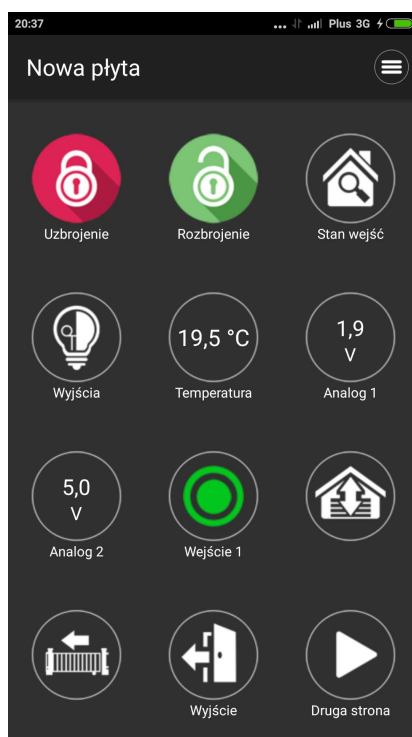 20:37
... Plus 3G
Nowa płyta
Uzbrojenie
Rozbrojenie
Stan wejść
Wyjścia
19,5 °C
Temperatura
1,9
V
Analog 1
5,0
V
Analog 2
Wejście 1
Wyjście
Druga strona